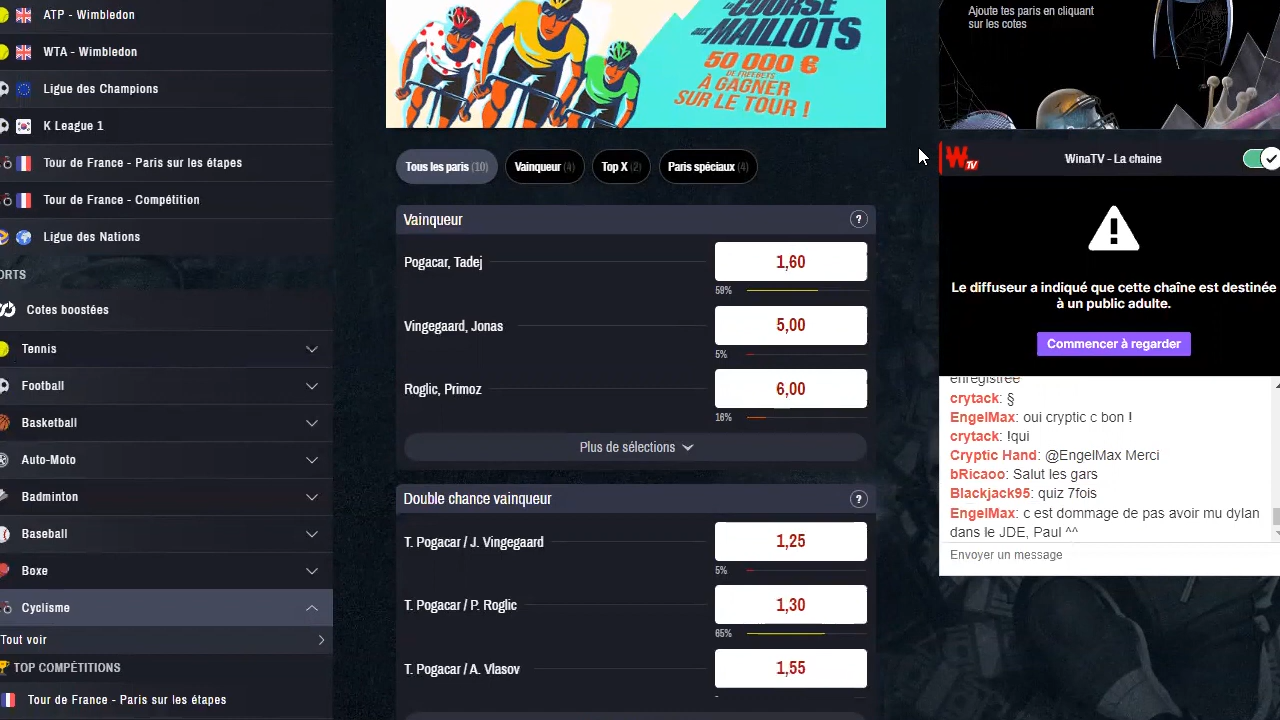 ATP - Wimbledon
WTA - Wimbledon
Ligue des Champions
K League 1
Tour de France - Paris sur les étapes
Tour de France - Compétition
Ligue des Nations
ORTS
Cotes boostées
Tennis
Football
Basketball
Auto-Moto
Badminton
Baseball
Boxe
Cyclisme
Tout voir
TOP COMPÉTITIONS
Tour de France - Paris sur les étapes
LA COURSE
AUX MAILLOTS
50 000 €
DE FREEBETS
À GAGNER
SUR LE TOUR !
Tous les paris (10)
Vainqueur (4)
Top X (2)
Paris spéciaux (4)
Vainqueur
?
Pogacar, Tadej
1,60
59%
Vingegaard, Jonas
5,00
5%
Roglic, Primoz
6,00
16%
Plus de sélections
Double chance vainqueur
?
T. Pogacar / J. Vingegaard
1,25
5%
T. Pogacar / P. Roglic
1,30
65%
T. Pogacar / A. Vlasov
1,55
-
Ajoute tes paris en cliquant
sur les cotes
W TV
WinaTV - La chaine
Le diffuseur a indiqué que cette chaîne est destinée
à un public adulte.
Commencer à regarder
enregistrée
crytack: §
EngelMax: oui cryptic c bon !
crytack: !qui
Cryptic Hand: @EngelMax Merci
bRicaoo: Salut les gars
Blackjack95: quiz 7fois
EngelMax: c est dommage de pas avoir mu dylan
dans le JDE, Paul ^^
Envoyer un message